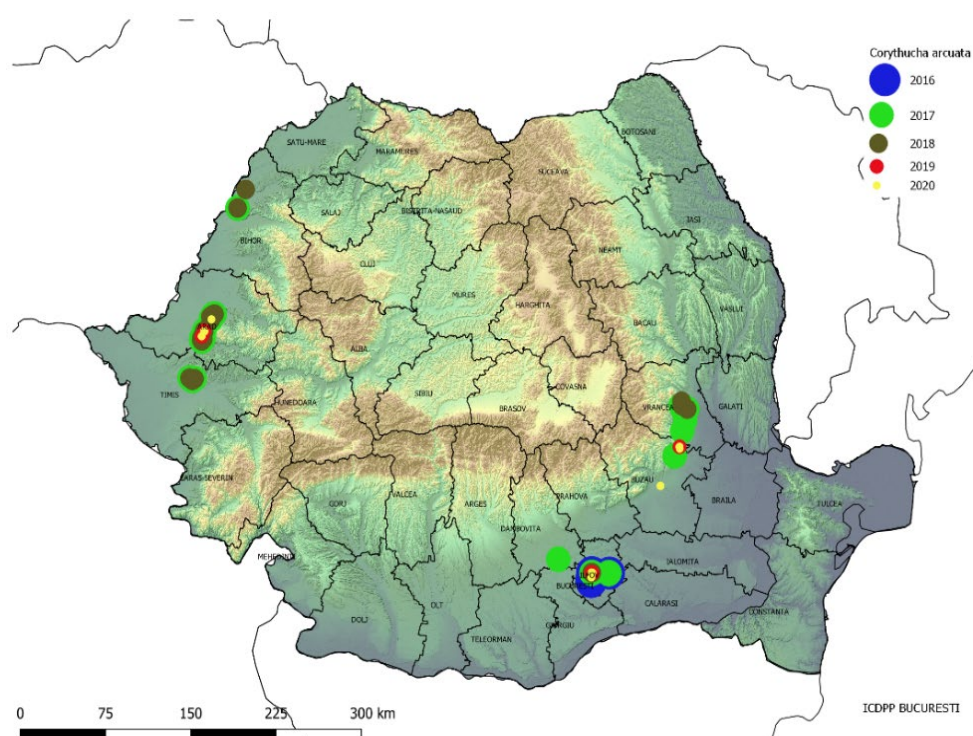 Corythucha arcuata
2016
2017
2018
2019
2020
BOTOSANI
SATU-MARE
MARAMURES
SUCEAVA
SALAJ
BISTRITA-NASAUD
IASI
BIHOR
NEAMT
CLUJ
MURES
HARGHITA
VASLUI
BACAU
ARAD
ALBA
TIMIS
HUNEDOARA
SIBIU
BRASOV
COVASNA
VRANCEA
GALATI
CARAS-SEVERIN
GORJ
VALCEA
ARGES
PRAHOVA
BUZAU
BRAILA
TULCEA
DAMBOVITA
MEHEDINTI
IALOMITA
BUCURESTI
OLT
CALARASI
DOLJ
GIURGIU
CONSTANTA
TELEORMAN
0 75 150 225 300 km
ICDPP BUCURESTI